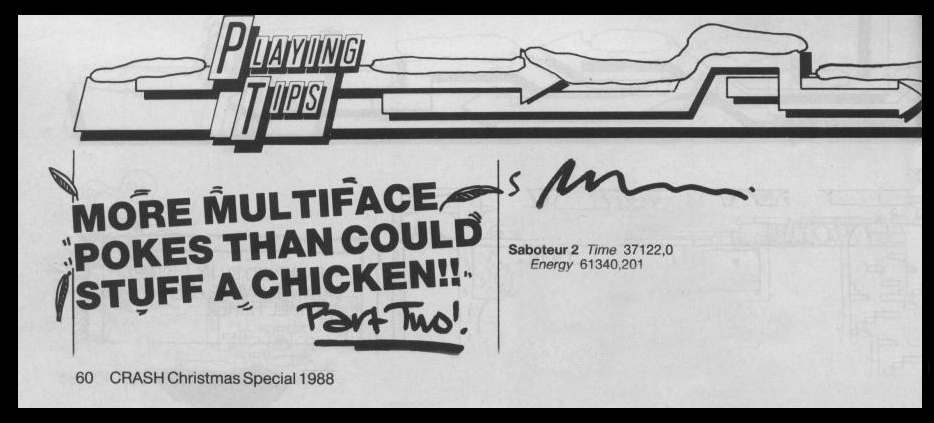 PLAYING
TIPS
MORE MULTIFACE
POKES THAN COULD
STUFF A CHICKEN!!
Part Two!
S
Saboteur 2 Time 37122,0
Energy 61340,201
60 CRASH Christmas Special 1988